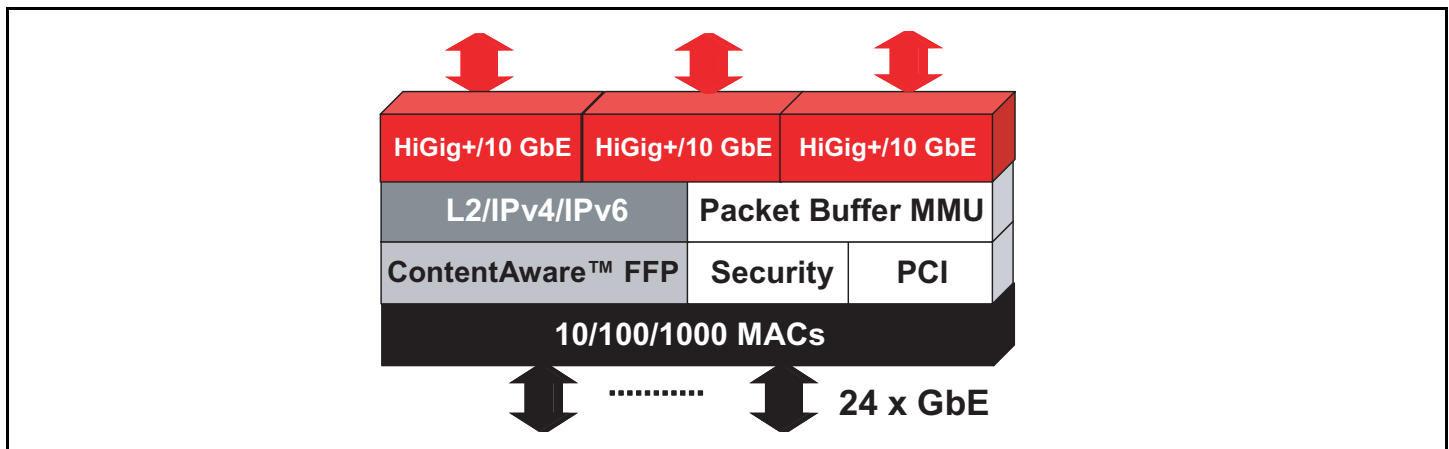 HiGig+/10 GbE HiGig+/10 GbE HiGig+/10 GbE
L2/IPv4/IPv6 Packet Buffer MMU
ContentAware™ FFP Security PCI
10/100/1000 MACs
24 x GbE